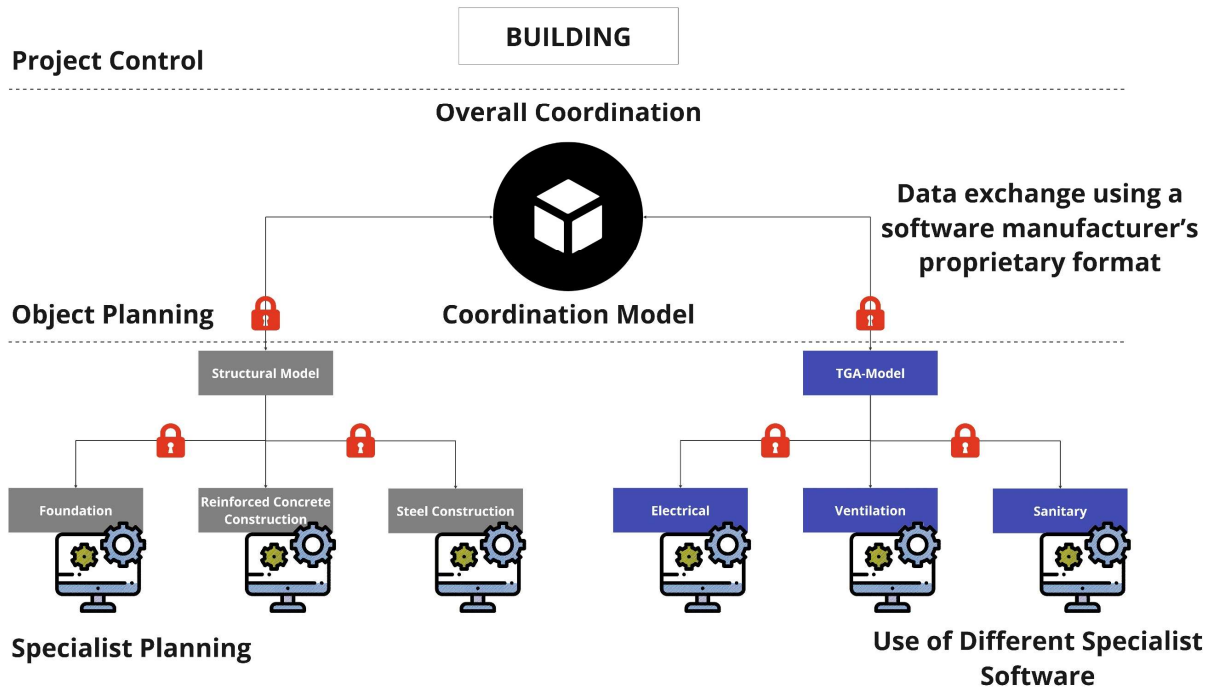 BUILDING
Project Control
Overall Coordination
Data exchange using a
software manufacturer's
proprietary format
Object Planning
Coordination Model
Structural Model
TGA-Model
Foundation
Reinforced Concrete
Construction
Steel Construction
Electrical
Ventilation
Sanitary
Specialist Planning
Use of Different Specialist
Software